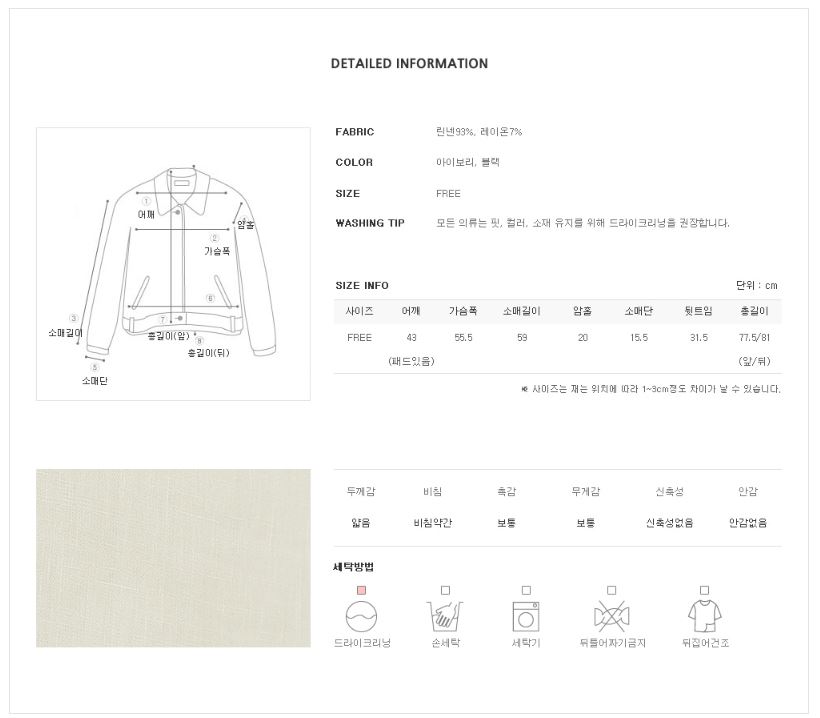 DETAILED INFORMATION
①
어깨
암홀
②
가슴폭
⑥
③
소매길이
⑦
총길이(앞)
⑧
총길이(뒤)
⑤
소매단
FABRIC 린넨93%, 레이온7%
COLOR 아이보리, 블랙
SIZE FREE
WASHING TIP 모든 의류는 핏, 컬러, 소재 유지를 위해 드라이크리닝을 권장합니다.
SIZE INFO 단위 : cm
사이즈 어깨 가슴폭 소매길이 암홀 소매단 뒷트임 총길이
FREE 43 55.5 59 20 15.5 31.5 77.5/81
(패드있음) (앞/뒤)
※ 사이즈는 재는 위치에 따라 1~3cm정도 차이가 날 수 있습니다.
두께감 비침 촉감 무게감 신축성 안감
얇음 비침약간 보통 보통 신축성없음 안감없음
세탁방법
드라이크리닝 손세탁 세탁기 뒤틀어짜기금지 뒤집어건조